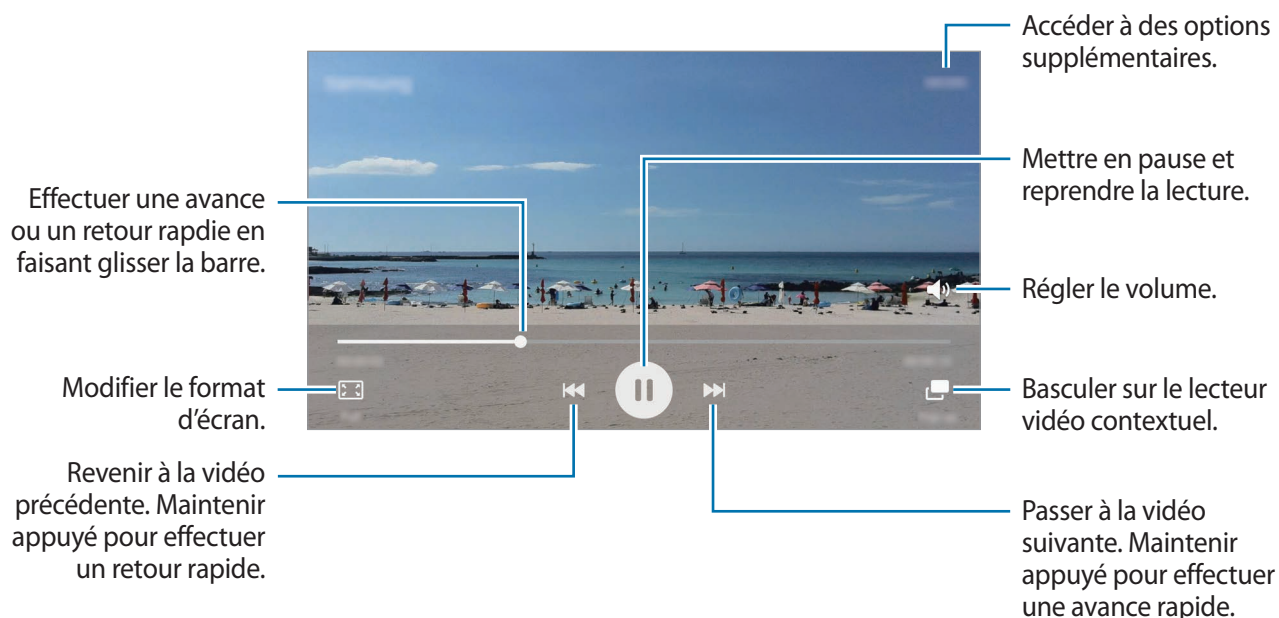 Accéder à des options
supplémentaires.
Mettre en pause et
reprendre la lecture.
Effectuer une avance
ou un retour rapdie en
faisant glisser la barre.
Régler le volume.
Modifier le format
d'écran.
Basculer sur le lecteur
vidéo contextuel.
Revenir à la vidéo
précédente. Maintenir
appuyé pour effectuer
un retour rapide.
Passer à la vidéo
suivante. Maintenir
appuyé pour effectuer
une avance rapide.